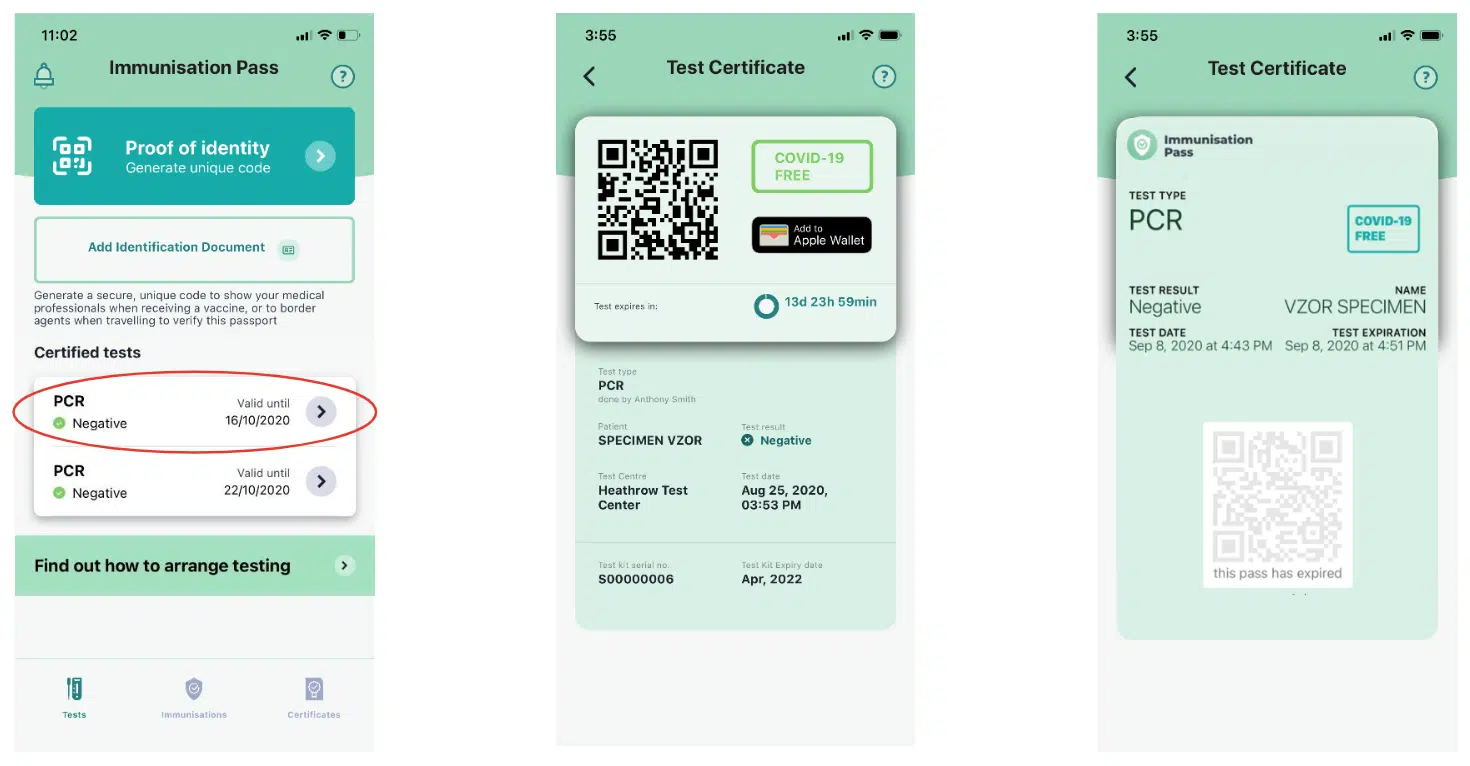 11:02
Immunisation Pass
?
Proof of identity
Generate unique code
Add Identification Document
Generate a secure, unique code to show your medical
professionals when receiving a vaccine, or to border
agents when travelling to verify this passport
Certified tests
PCR
Negative
Valid until
16/10/2020
PCR
Negative
Valid until
22/10/2020
Find out how to arrange testing
Tests
Immunisations
Certificates
3:55
Test Certificate
?
COVID-19
FREE
Add to
Apple Wallet
Test expires in:
13d 23h 59min
Test type
PCR
done by Anthony Smith
Patient
SPECIMEN VZOR
Test result
Negative
Test Centre
Heathrow Test
Center
Test date
Aug 25, 2020,
03:53 PM
Test kit serial no.
S00000006
Test Kit Expiry date
Apr, 2022
3:55
Test Certificate
?
Immunisation
Pass
TEST TYPE
PCR
COVID-19
FREE
TEST RESULT
Negative
NAME
VZOR SPECIMEN
TEST DATE
Sep 8, 2020 at 4:43 PM
TEST EXPIRATION
Sep 8, 2020 at 4:51 PM
this pass has expired